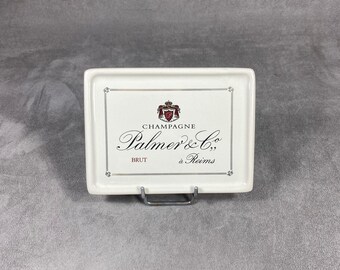 CHAMPAGNE
Palmer & Co
BRUT à Reims